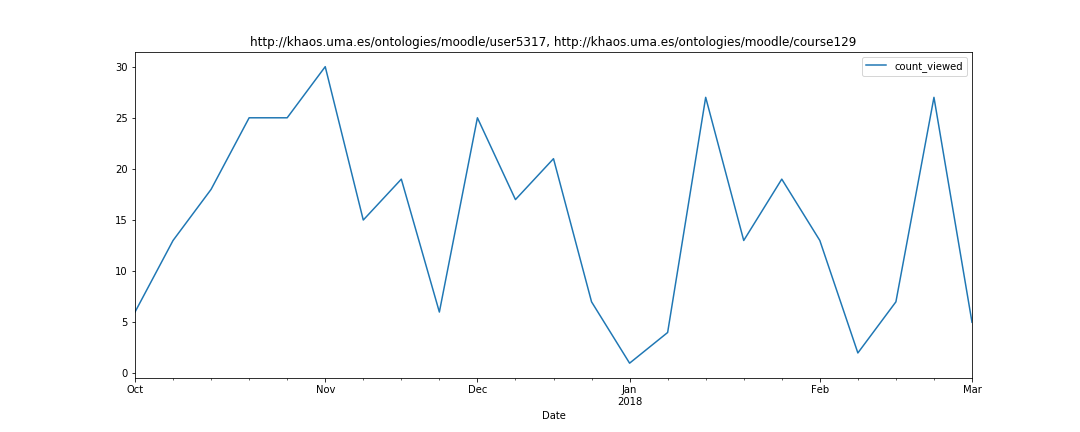 http://khaos.uma.es/ontologies/moodle/user5317, http://khaos.uma.es/ontologies/moodle/course129
count_viewed
30
25
20
15
10
5
0
Oct Nov Dec Jan Feb Mar
2018
Date